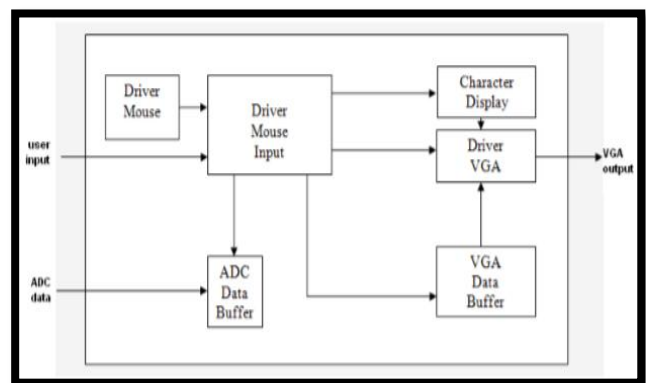 Driver
Mouse
Driver
Mouse
Input
Character
Display
user
input
Driver
VGA
VGA
output
ADC
data
ADC
Data
Buffer
VGA
Data
Buffer